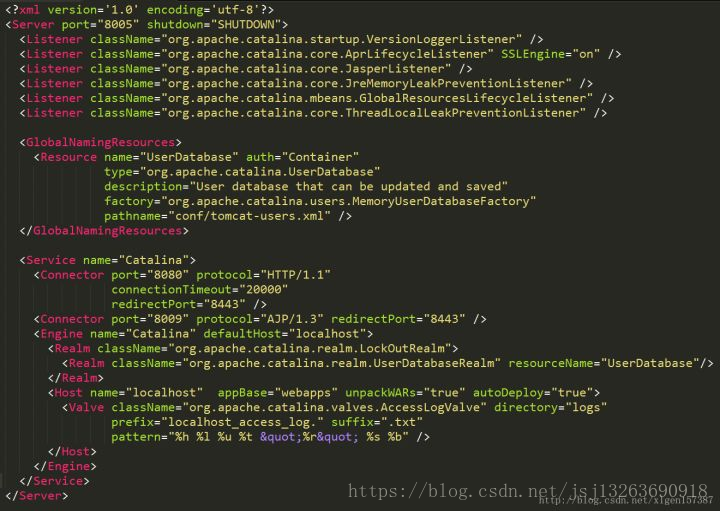 <?xml version='1.0' encoding='utf-8'?>
<Server port="8005" shutdown="SHUTDOWN">
  <Listener className="org.apache.catalina.startup.VersionLoggerListener" />
  <Listener className="org.apache.catalina.core.AprLifecycleListener" SSLEngine="on" />
  <Listener className="org.apache.catalina.core.JasperListener" />
  <Listener className="org.apache.catalina.core.JreMemoryLeakPreventionListener" />
  <Listener className="org.apache.catalina.mbeans.GlobalResourcesLifecycleListener" />
  <Listener className="org.apache.catalina.core.ThreadLocalLeakPreventionListener" />
  <GlobalNamingResources>
    <Resource name="UserDatabase" auth="Container"
              type="org.apache.catalina.UserDatabase"
              description="User database that can be updated and saved"
              factory="org.apache.catalina.users.MemoryUserDatabaseFactory"
              pathname="conf/tomcat-users.xml" />
  </GlobalNamingResources>
  <Service name="Catalina">
    <Connector port="8080" protocol="HTTP/1.1"
               connectionTimeout="20000"
               redirectPort="8443" />
    <Connector port="8009" protocol="AJP/1.3" redirectPort="8443" />
    <Engine name="Catalina" defaultHost="localhost">
      <Realm className="org.apache.catalina.realm.LockOutRealm">
        <Realm className="org.apache.catalina.realm.UserDatabaseRealm" resourceName="UserDatabase"/>
      </Realm>
      <Host name="localhost"  appBase="webapps" unpackWARs="true" autoDeploy="true">
        <Valve className="org.apache.catalina.valves.AccessLogValve" directory="logs"
               prefix="localhost_access_log." suffix=".txt"
               pattern="%h %l %u %t &quot;%r&quot; %s %b" />
      </Host>
    </Engine>
  </Service>
</Server>
https://blog.csdn.net/jsj13263690918
http://blog.csdn.net/xlgen157387